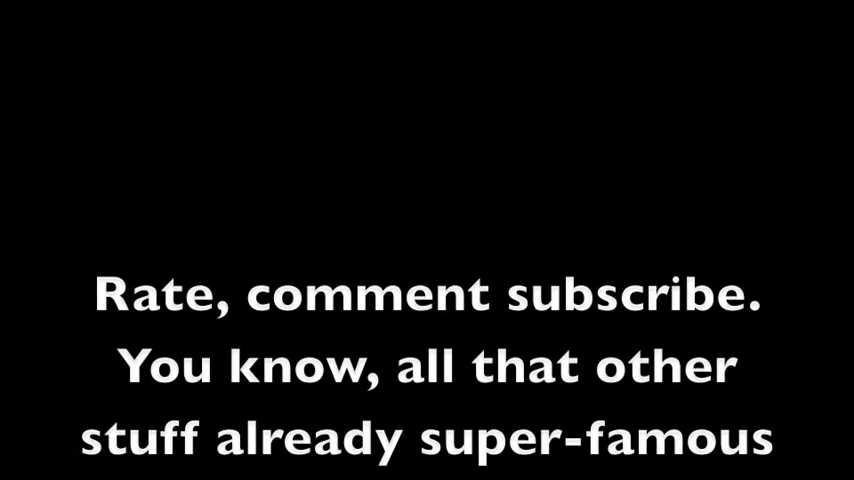 Rate, comment subscribe.
You know, all that other
stuff already super-famous